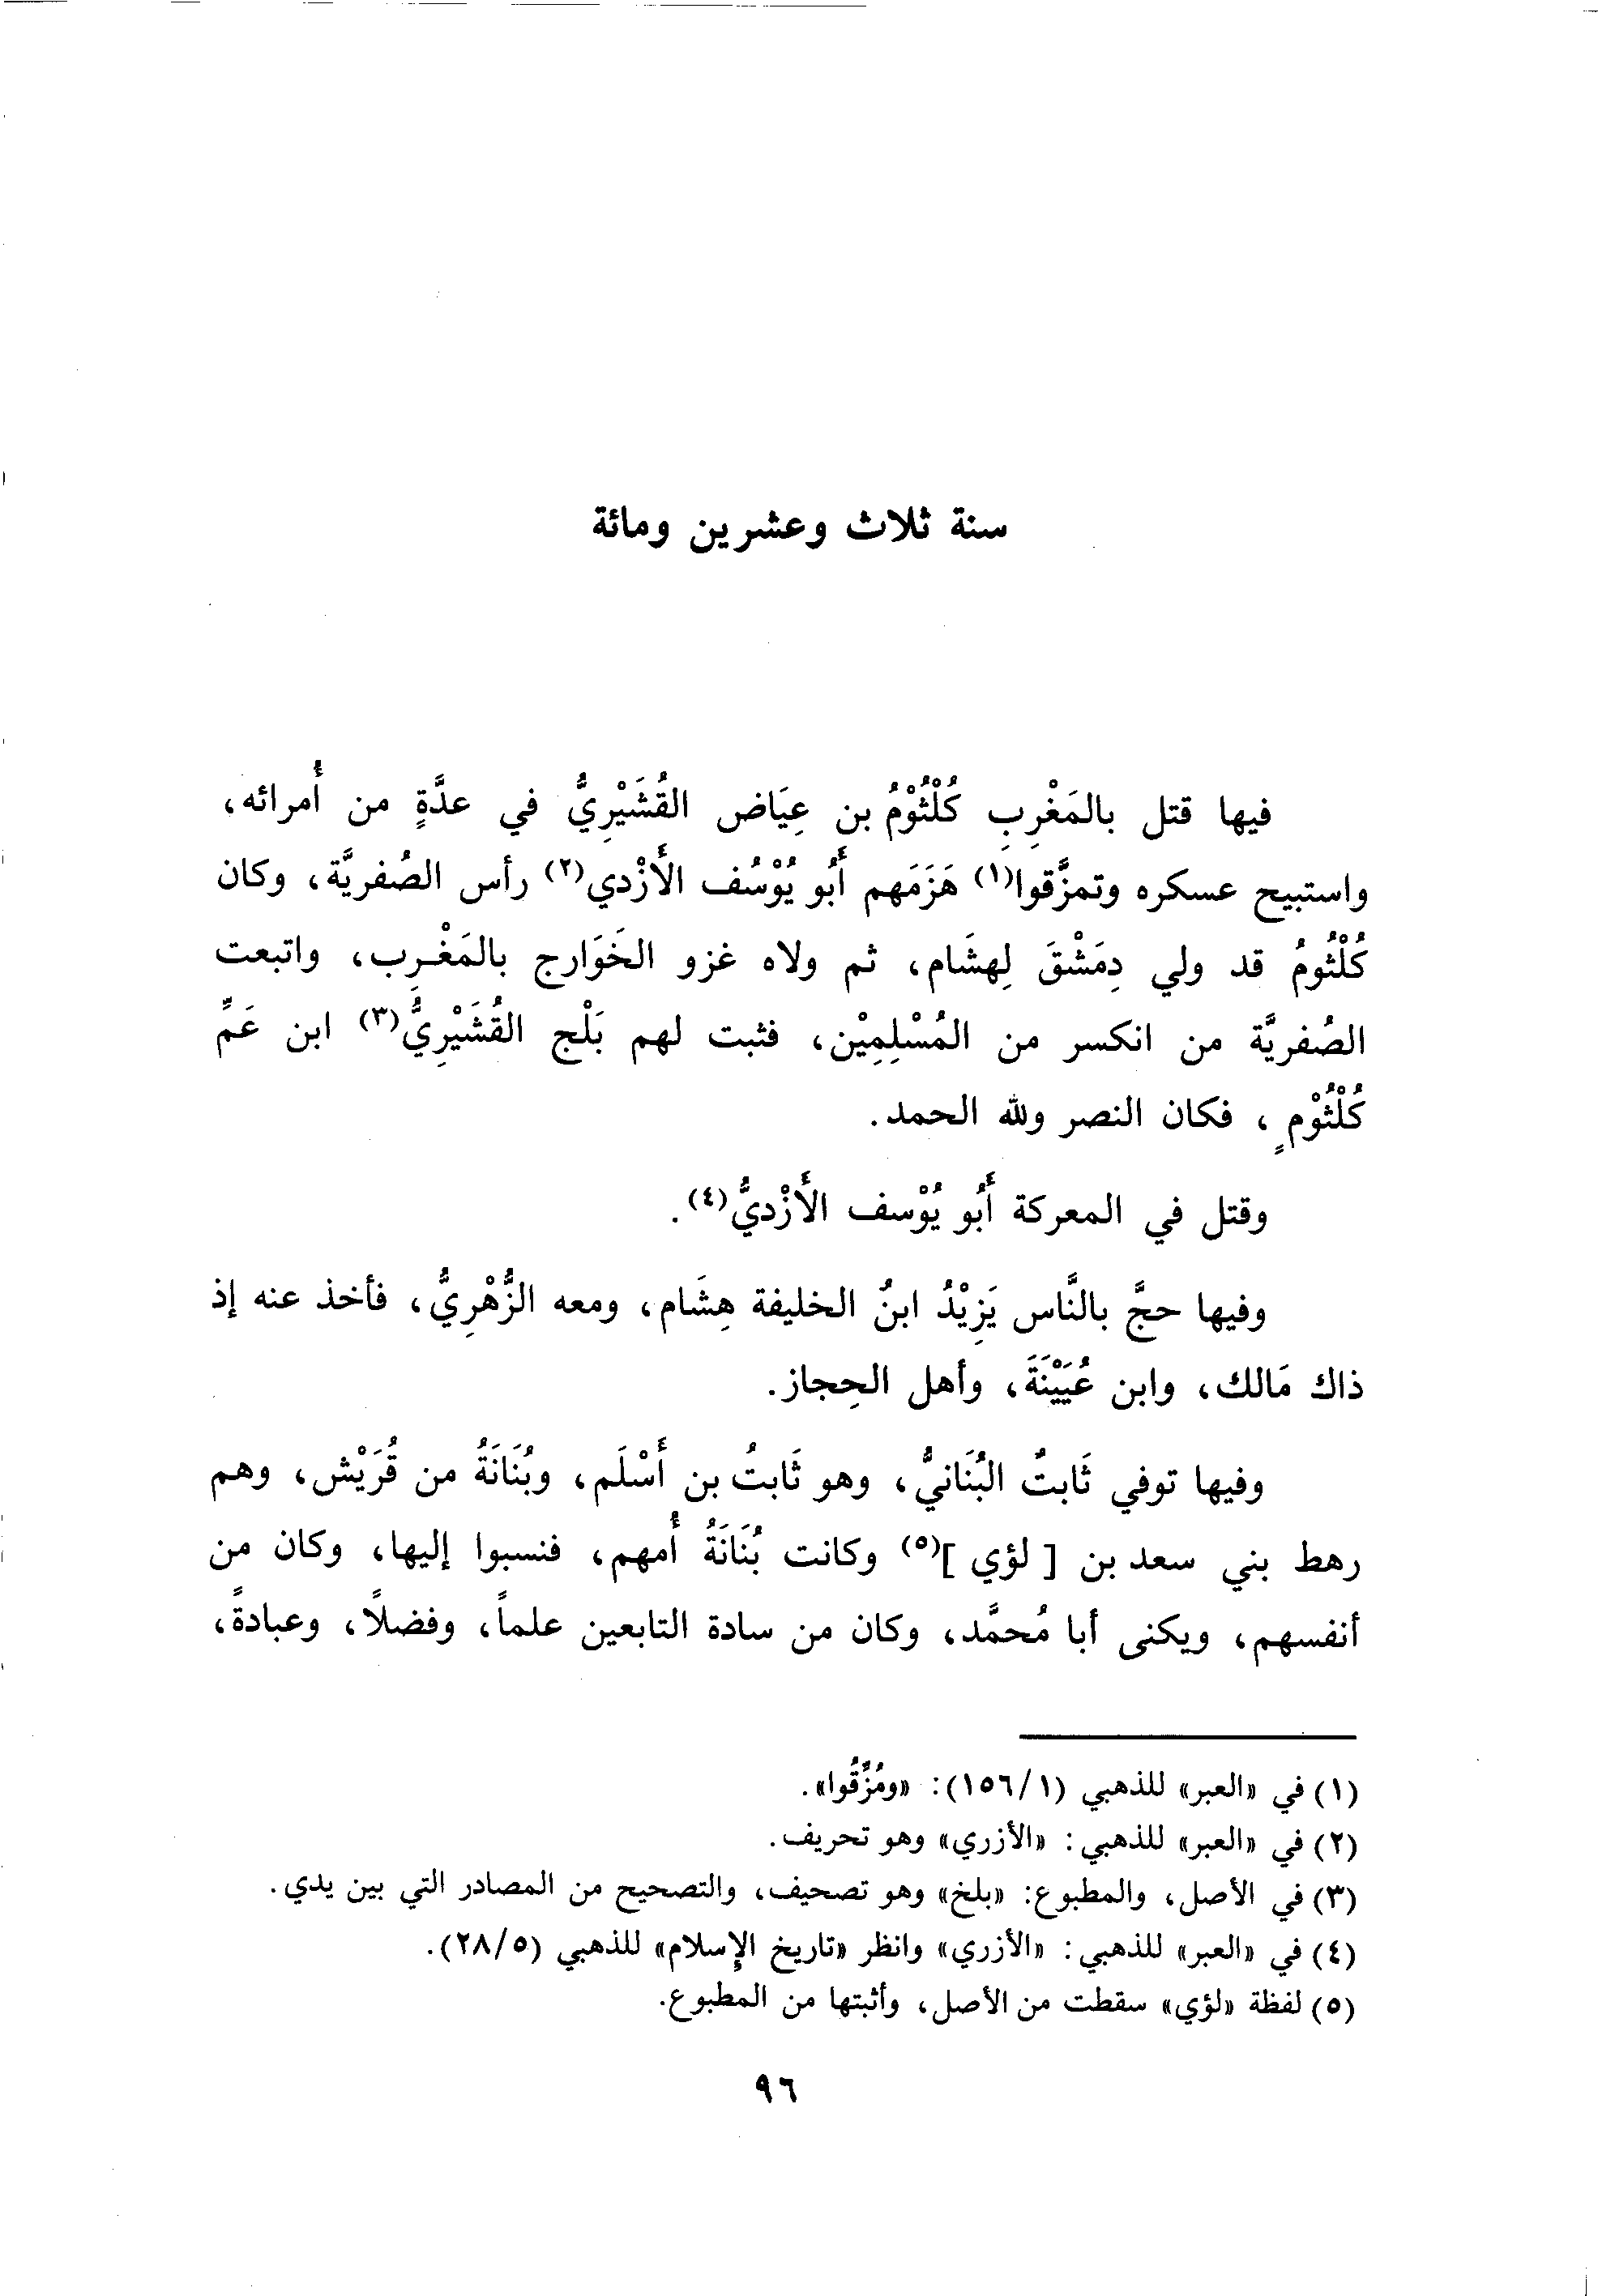 سنة ثلاث وعشرين ومائة
فيها قتل بالمَغْرِبِ كُلْثُوْمُ بن عِيَاض القُشَيْرِيُّ في عدَّةٍ من أُمرائه،
واستبيح عسكره وتمزَّقوا(١) هَزَمَهم أَبُو يُوْسُف الأَزْدي(٢) رأس الصُفريَّة، وكان
كُلْثُومُ قد ولي دِمَشْقَ لِهشَام، ثم ولاه غزو الخَوَارج بالمَغْرِب، واتبعت
الصُفريَّة من انكسر من المُسْلِمِيْن، فثبت لهم بَلْج القُشَيْرِيُّ(٣) ابن عَمِّ
كُلْثُوْمٍ، فكان النصر ولله الحمد.
وقتل في المعركة أَبُو يُوْسف الأَزْديُّ(٤).
وفيها حجَّ بالنَّاس يَزِيْدُ ابنُ الخليفة هِشَام، ومعه الزُّهْرِيُّ، فأخذ عنه إذ
ذاك مَالك، وابن عُيَيْنَةَ، وأهل الحِجاز.
وفيها توفي ثَابتٌ البُنَانيُّ، وهو ثَابتُ بن أَسْلَم، وبُنَانَةُ من قُرَيْش، وهم
رهط بني سعد بن [ لؤي ](٥) وكانت بُنَانَةُ أُمهم، فنسبوا إليها، وكان من
أنفسهم، ويكنى أبا مُحمَّد، وكان من سادة التابعين علماً، وفضلاً، وعبادةً،
(١) في «العبر» للذهبي (١/١٥٦): «ومُزِّقُوا».
(٢) في «العبر» للذهبي: «الأزري» وهو تحريف.
(٣) في الأصل، والمطبوع: «بلخ» وهو تصحيف، والتصحيح من المصادر التي بين يدي.
(٤) في «العبر» للذهبي: «الأزري» وانظر «تاريخ الإسلام» للذهبي (٥/٢٨).
(٥) لفظة «لؤي» سقطت من الأصل، وأثبتها من المطبوع.
٩٦